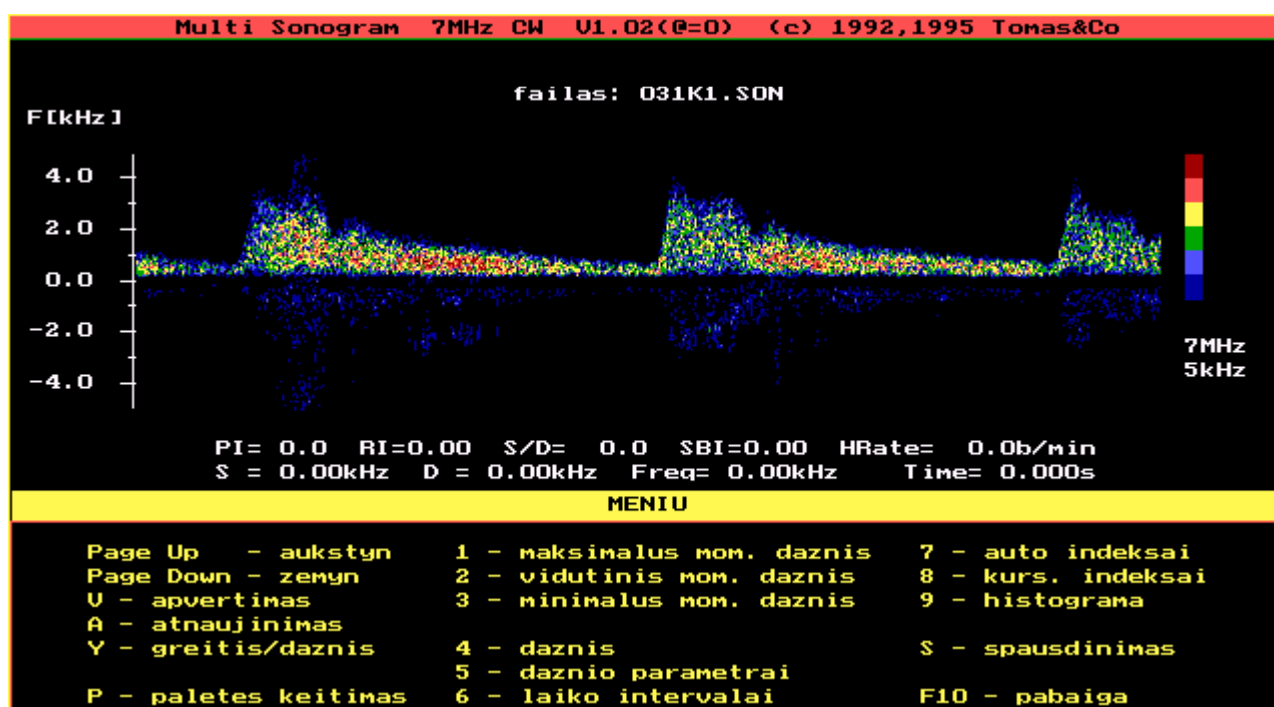 Multi Sonogram 7MHz CW V1.02(@=0) (c) 1992,1995 Tomas&Co
failas: 031K1.SON
F[kHz]
4.0
2.0
0.0
-2.0
-4.0
7MHz
5kHz
PI= 0.0 RI=0.00 S/D= 0.0 SBI=0.00 HRate= 0.0b/min
S = 0.00kHz D = 0.00kHz Freq= 0.00kHz Time= 0.000s
MENIU
Page Up - aukstyn 1 - maksimalus mom. daznis 7 - auto indeksai
Page Down - zemyn 2 - vidutinis mom. daznis 8 - kurs. indeksai
V - apvertimas 3 - minimalus mom. daznis 9 - histograma
A - atnaujinimas
Y - greitis/daznis 4 - daznis S - spausdinimas
5 - daznio parametrai
P - paletes keitimas 6 - laiko intervalai F10 - pabaiga